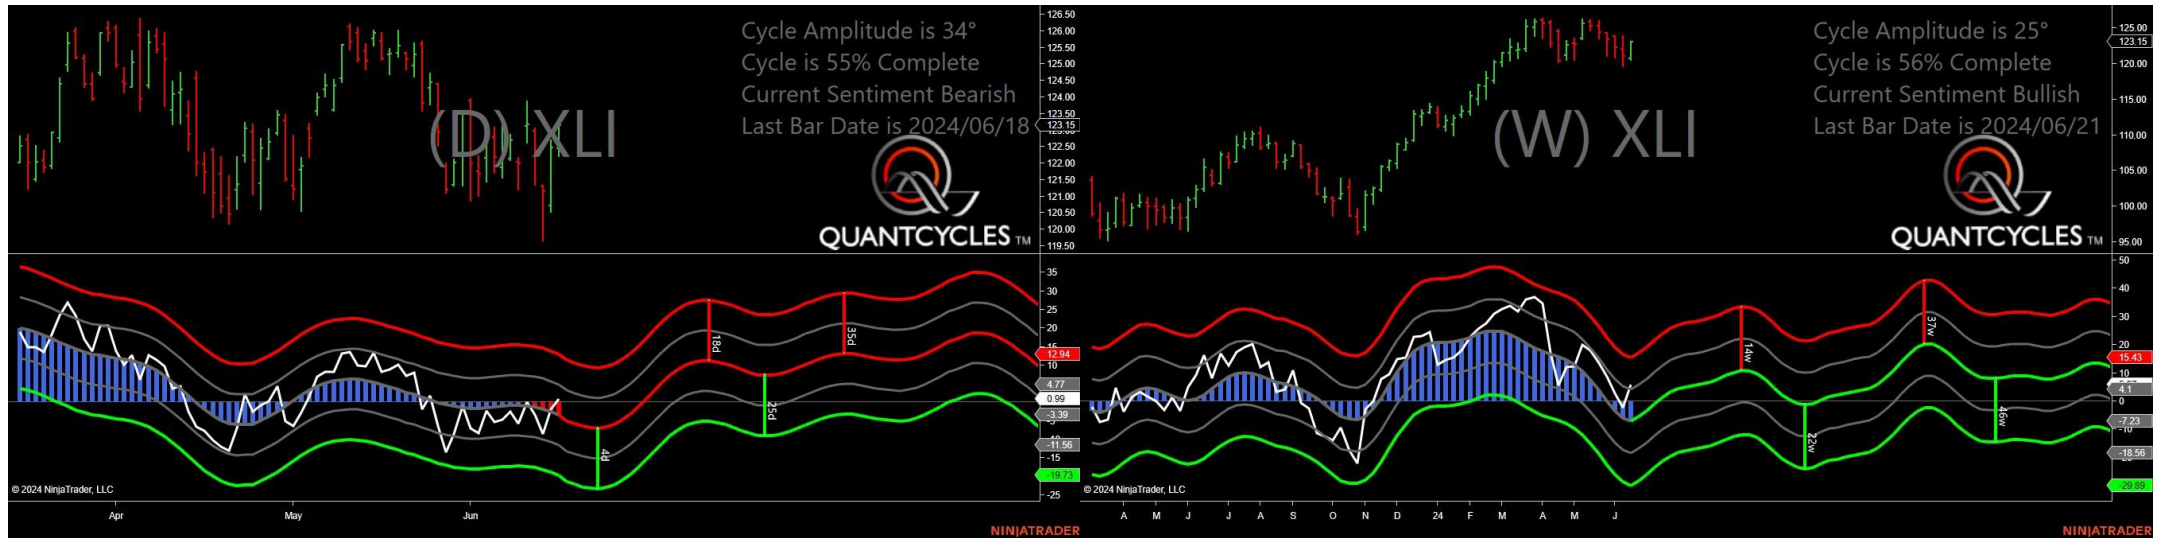 Cycle Amplitude is 34°
Cycle is 55% Complete
Current Sentiment Bearish
Last Bar Date is 2024/06/18
(D) XLI
QUANTCYCLES TM
126.50
126.00
125.50
125.00
124.50
124.00
123.50
123.15
122.50
122.00
121.50
121.00
120.50
120.00
119.50
35
30
25
20
15
12.94
10
4.77
0.99
-3.39
-11.56
-15
-19.73
-25
18d
35d
25d
4d
© 2024 NinjaTrader, LLC
Apr
May
Jun
NINJATRADER
Cycle Amplitude is 25°
Cycle is 56% Complete
Current Sentiment Bullish
Last Bar Date is 2024/06/21
(W) XLI
QUANTCYCLES TM
125.00
123.15
120.00
115.00
110.00
105.00
100.00
95.00
50
40
30
20
15.43
10
4.1
0
-7.23
-10
-18.56
-29.89
14w
37w
22w
46w
© 2024 NinjaTrader, LLC
A M J J A S O N D 24 F M A M J
NINJATRADER